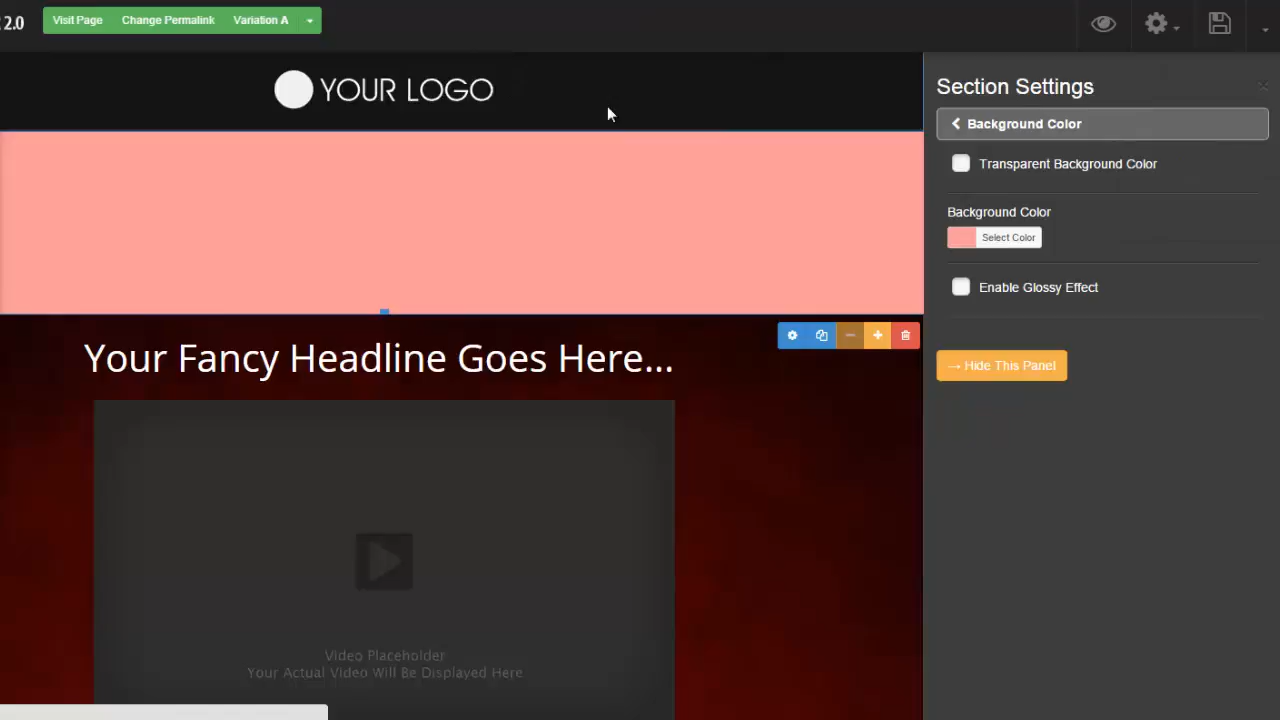 2.0
Visit Page Change Permalink Variation A
YOUR LOGO
Section Settings
Background Color
Transparent Background Color
Background Color
Select Color
Enable Glossy Effect
Your Fancy Headline Goes Here...
→ Hide This Panel
Video Placeholder
Your Actual Video Will Be Displayed Here